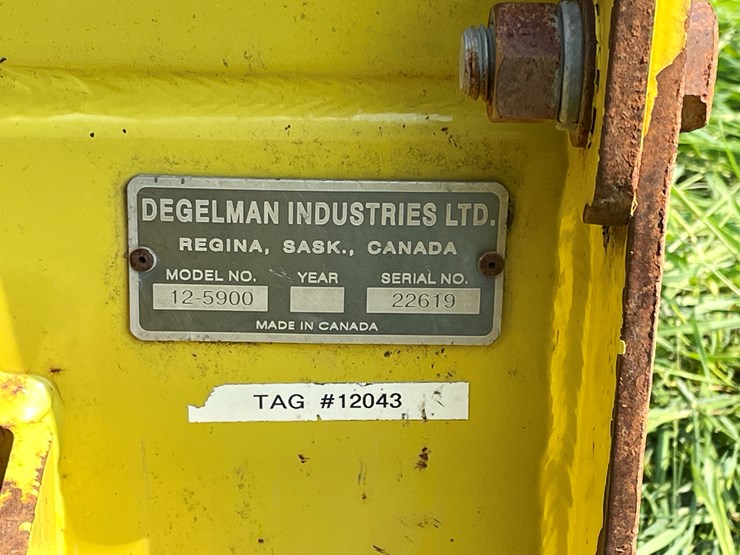 DEGELMAN INDUSTRIES LTD.
REGINA, SASK., CANADA
MODEL NO. YEAR SERIAL NO.
12-5900 22619
MADE IN CANADA
TAG #12043